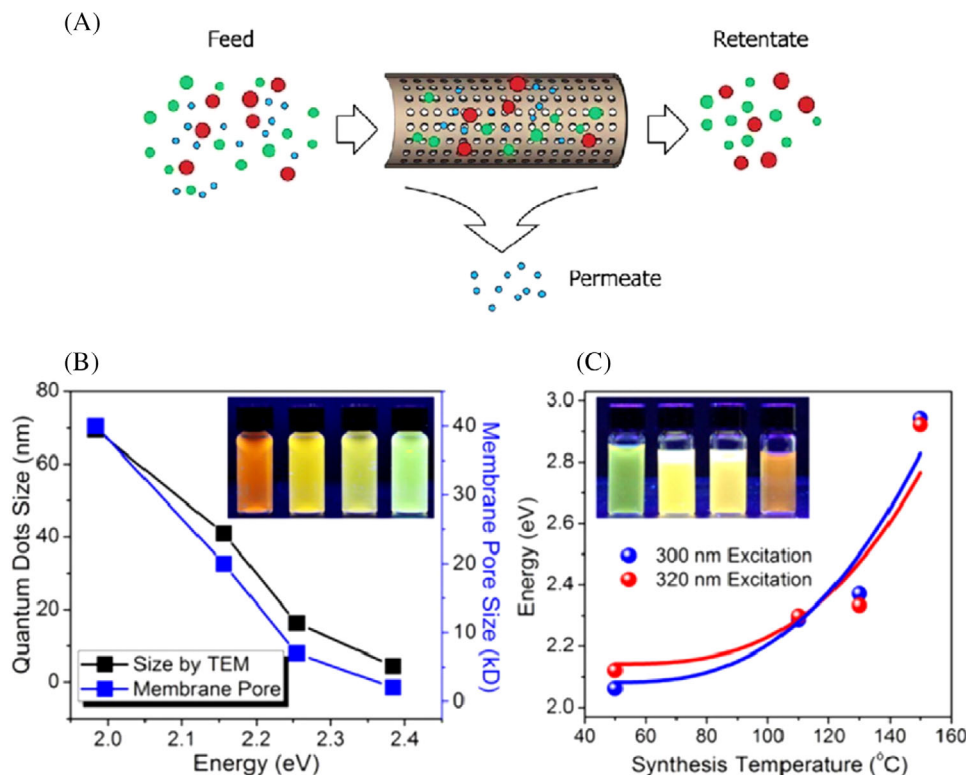 (A)
Feed
Retentate
Permeate
(B)
Quantum Dots Size (nm)
80
60
40
20
0
Size by TEM
Membrane Pore
2.0
2.1
2.2
2.3
2.4
Energy (eV)
40
30
20
10
0
Membrane Pore Size (kD)
(C)
Energy (eV)
3.0
2.8
2.6
2.4
2.2
2.0
300 nm Excitation
320 nm Excitation
40
60
80
100
120
140
160
Synthesis Temperature (°C)